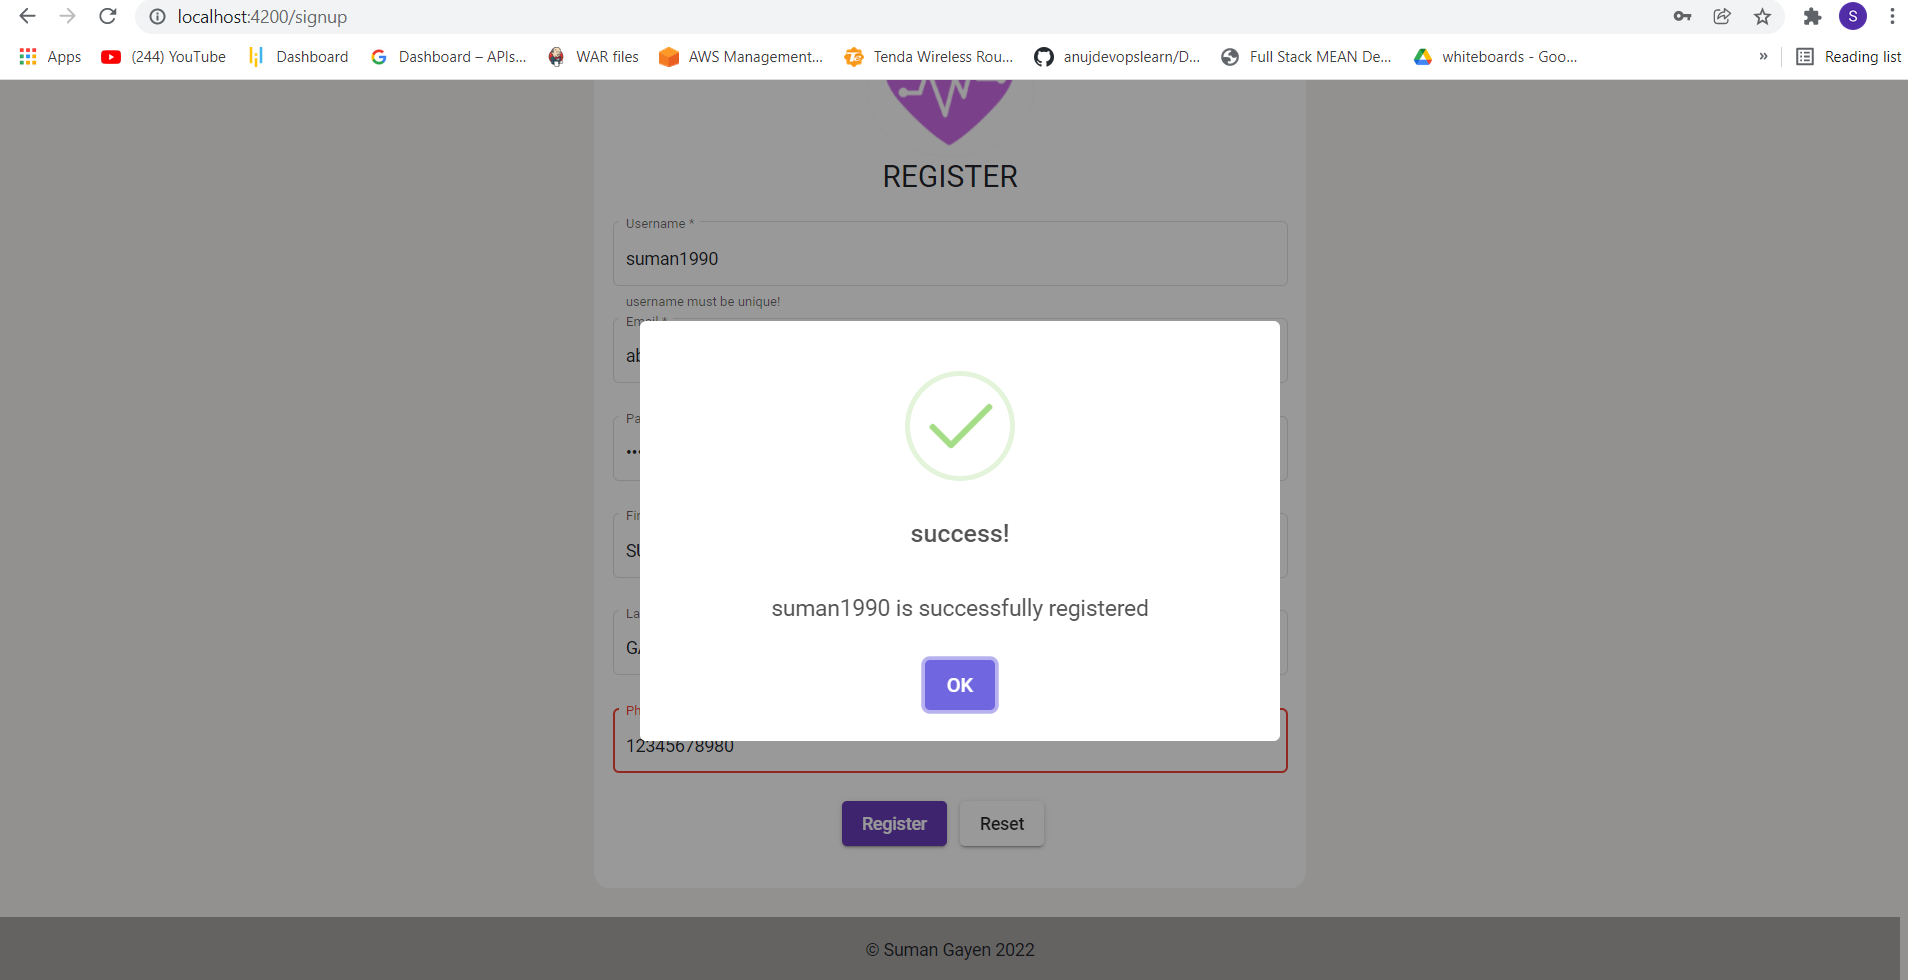 localhost:4200/signup
S
Apps
(244) YouTube
Dashboard
Dashboard – APIs...
WAR files
AWS Management...
Tenda Wireless Rou...
anujdevopslearn/D...
Full Stack MEAN De...
whiteboards - Goo...
»
Reading list
REGISTER
Username *
suman1990
username must be unique!
Email *
ab
Pa
Fir
SU
La
GA
Ph
12345678980
success!
suman1990 is successfully registered
OK
Register
Reset
© Suman Gayen 2022